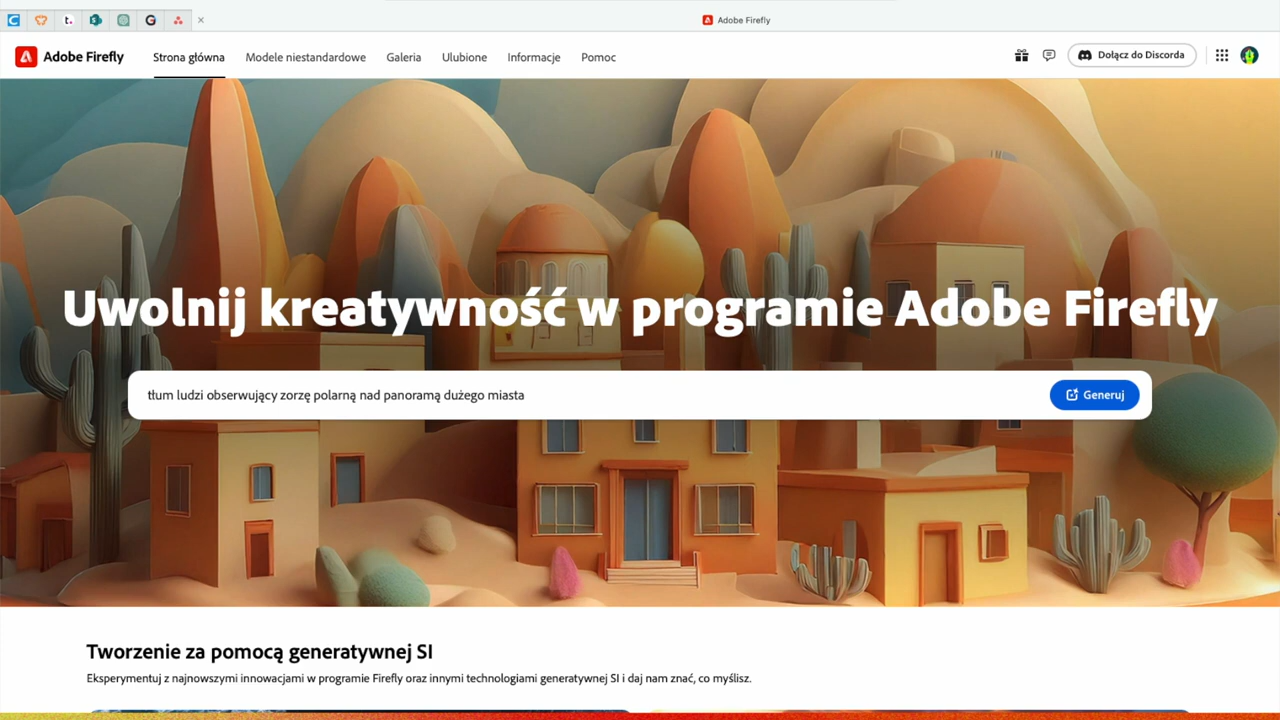 Adobe Firefly
Adobe Firefly
Strona główna
Modele niestandardowe
Galeria
Ulubione
Informacje
Pomoc
Dołącz do Discorda
Uwolnij kreatywność w programie Adobe Firefly
tłum ludzi obserwujący zorzę polarną nad panoramą dużego miasta
Generuj
Tworzenie za pomocą generatywnej SI
Eksperymentuj z najnowszymi innowacjami w programie Firefly oraz innymi technologiami generatywnej SI i daj nam znać, co myślisz.